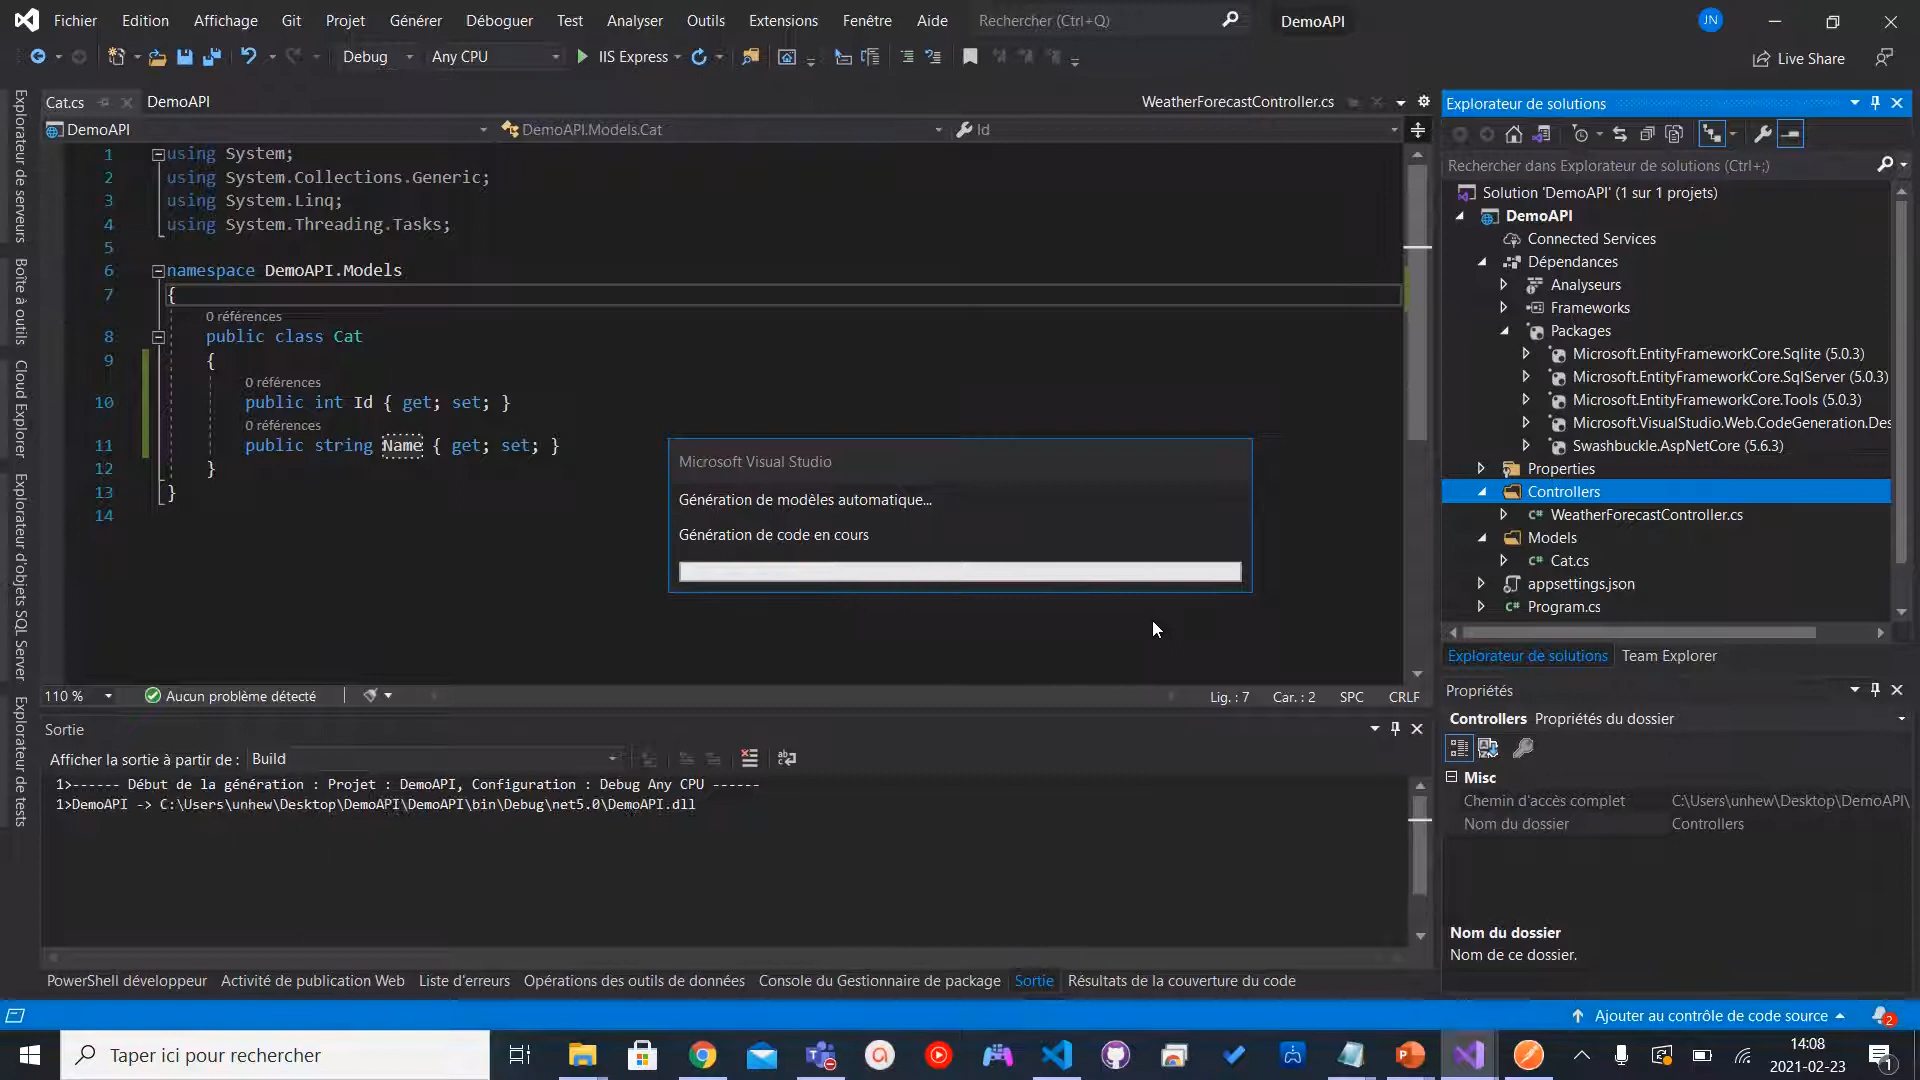 Fichier Edition Affichage Git Projet Générer Déboguer Test Analyser Outils Extensions Fenêtre Aide Rechercher (Ctrl+Q) DemoAPI JN
Debug Any CPU IIS Express Live Share
Cat.cs DemoAPI WeatherForecastController.cs
DemoAPI DemoAPI.Models.Cat Id
1 using System;
2 using System.Collections.Generic;
3 using System.Linq;
4 using System.Threading.Tasks;
5
6 namespace DemoAPI.Models
7 {
0 références
8 public class Cat
9 {
0 références
10 public int Id { get; set; }
0 références
11 public string Name { get; set; }
12 }
13 }
14
Microsoft Visual Studio
Génération de modèles automatique...
Génération de code en cours
110 % Aucun problème détecté Lig. : 7 Car. : 2 SPC CRLF
Explorateur de serveurs
Boîte à outils
Cloud Explorer
Explorateur d'objets SQL Server
Explorateur de tests
Sortie
Afficher la sortie à partir de : Build
1>------ Début de la génération : Projet : DemoAPI, Configuration : Debug Any CPU ------
1>DemoAPI -> C:\Users\unhew\Desktop\DemoAPI\DemoAPI\bin\Debug\net5.0\DemoAPI.dll
PowerShell développeur Activité de publication Web Liste d'erreurs Opérations des outils de données Console du Gestionnaire de package Sortie Résultats de la couverture du code
Explorateur de solutions
Rechercher dans Explorateur de solutions (Ctrl+;)
Solution 'DemoAPI' (1 sur 1 projets)
DemoAPI
Connected Services
Dépendances
Analyseurs
Frameworks
Packages
Microsoft.EntityFrameworkCore.Sqlite (5.0.3)
Microsoft.EntityFrameworkCore.SqlServer (5.0.3)
Microsoft.EntityFrameworkCore.Tools (5.0.3)
Microsoft.VisualStudio.Web.CodeGeneration.Des
Swashbuckle.AspNetCore (5.6.3)
Properties
Controllers
C# WeatherForecastController.cs
Models
C# Cat.cs
appsettings.json
C# Program.cs
Explorateur de solutions Team Explorer
Propriétés
Controllers Propriétés du dossier
Misc
Chemin d'accès complet C:\Users\unhew\Desktop\DemoAPI\
Nom du dossier Controllers
Nom du dossier
Nom de ce dossier.
Ajouter au contrôle de code source 2
Taper ici pour rechercher
14:08
2021-02-23
1